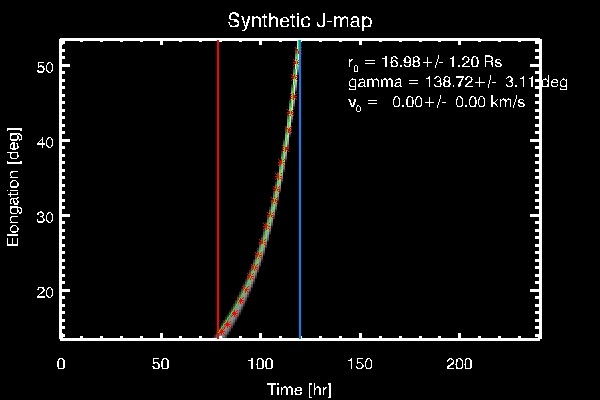 Synthetic J-map
r0 = 16.98+/- 1.20 Rs
gamma = 138.72+/- 3.11 deg
v0 = 0.00+/- 0.00 km/s
50
40
30
20
Elongation [deg]
0 50 100 150 200
Time [hr]